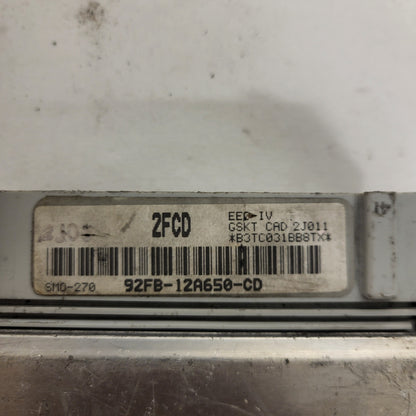 2FCD
EEC-IV
GSKT CAD 2J011
*B3TC031BB8TX*
SMO-270
92FB-12A650-CD